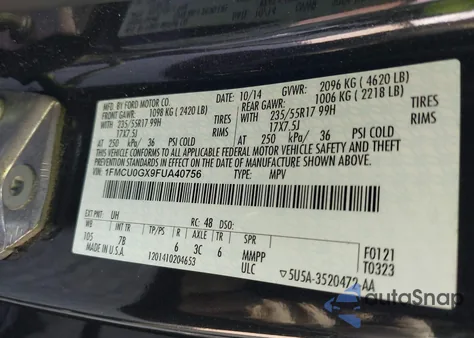 MFD. BY FORD MOTOR CO.
10/14 GVWR: 2096 KG ( 4620 LB)
FRONT GAWR: 1098 KG ( 2420 LB) REAR GAWR: 1006 KG ( 2218 LB)
235/55R17 99H TIRES 235/55R17 99H TIRES
17X7.5J RIMS 17X7.5J RIMS
AT 250 kPa/ 36 PSI COLD AT 250 kPa/ 36 PSI COLD
THIS VEHICLE CONFORMS TO ALL APPLICABLE FEDERAL MOTOR VEHICLE SAFETY AND THEFT
PREVENTION STANDARDS IN EFFECT ON THE DATE OF MANUFACTURE SHOWN ABOVE.
VIN: 1FMCU0GX9FUA40756 TYPE: MPV
EXT PNT: UH RC: 48 DSO: F0121
WB INT TR TP/PS R AXLE TR SPR T0323
105 7B 6 3C 6 MMPP
MADE IN U.S.A. 1201410204653 ULC 5U5A-3520472-AA
autaSnap